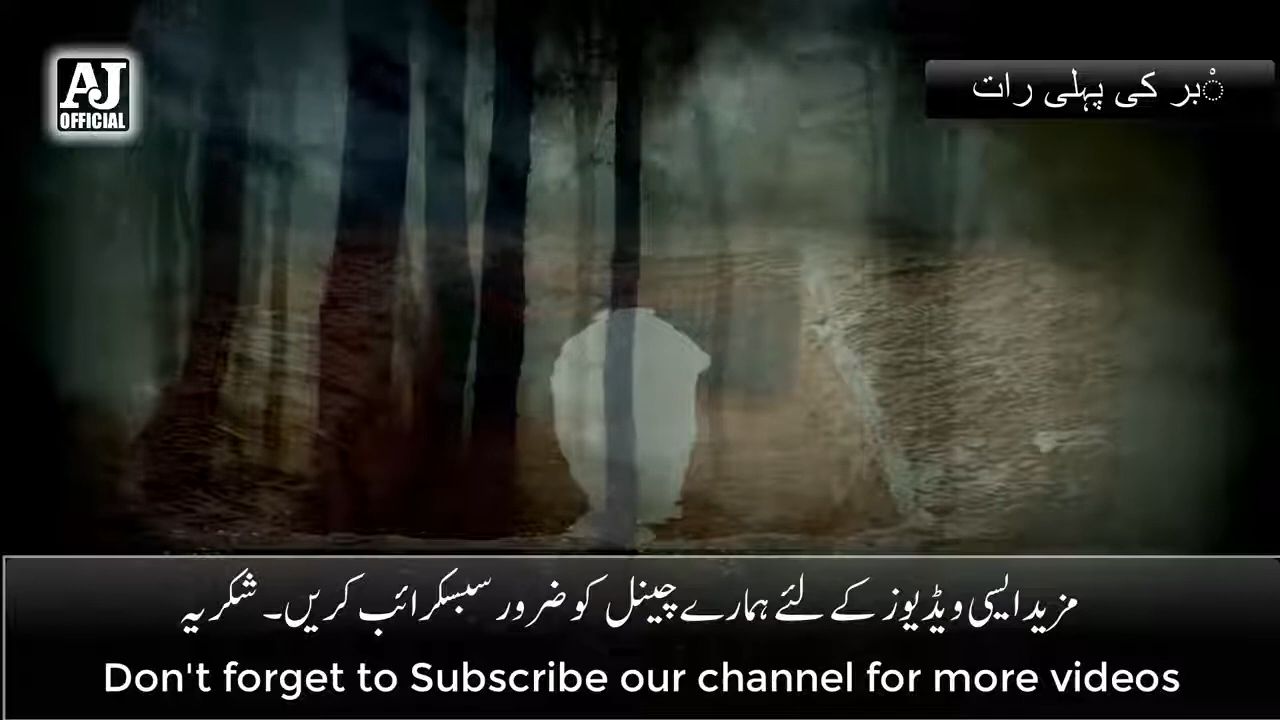 AJ
OFFICIAL
ْبر کی پہلی رات
مزید ایسی ویڈیوز کے لئے ہمارے چینل کو ضرور سبسکرائب کریں۔ شکریہ
Don't forget to Subscribe our channel for more videos